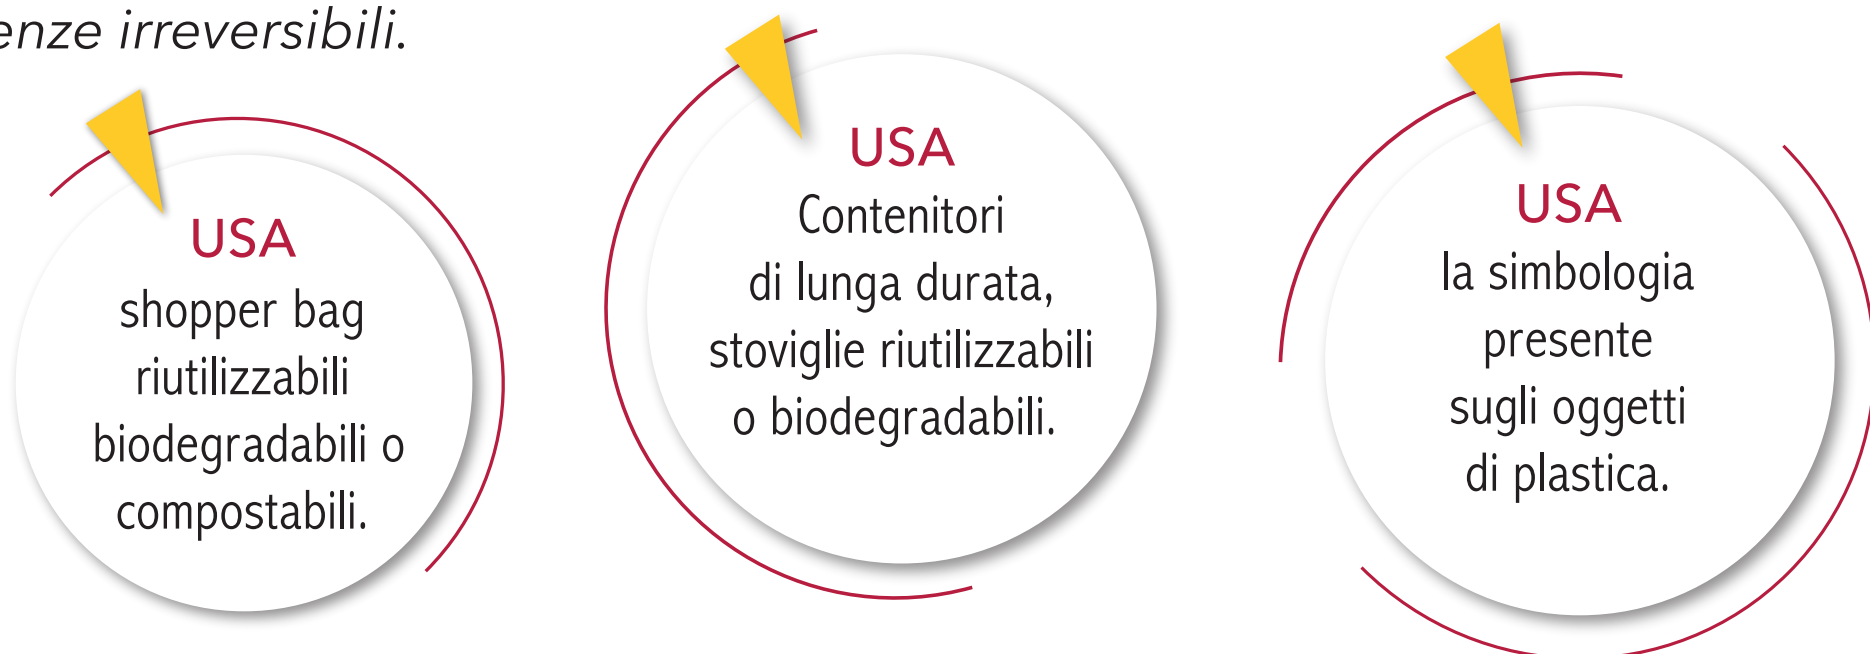 enze irreversibili.
USA
shopper bag
riutilizzabili
biodegradabili o
compostabili.
USA
Contenitori
di lunga durata,
stoviglie riutilizzabili
o biodegradabili.
USA
la simbologia
presente
sugli oggetti
di plastica.